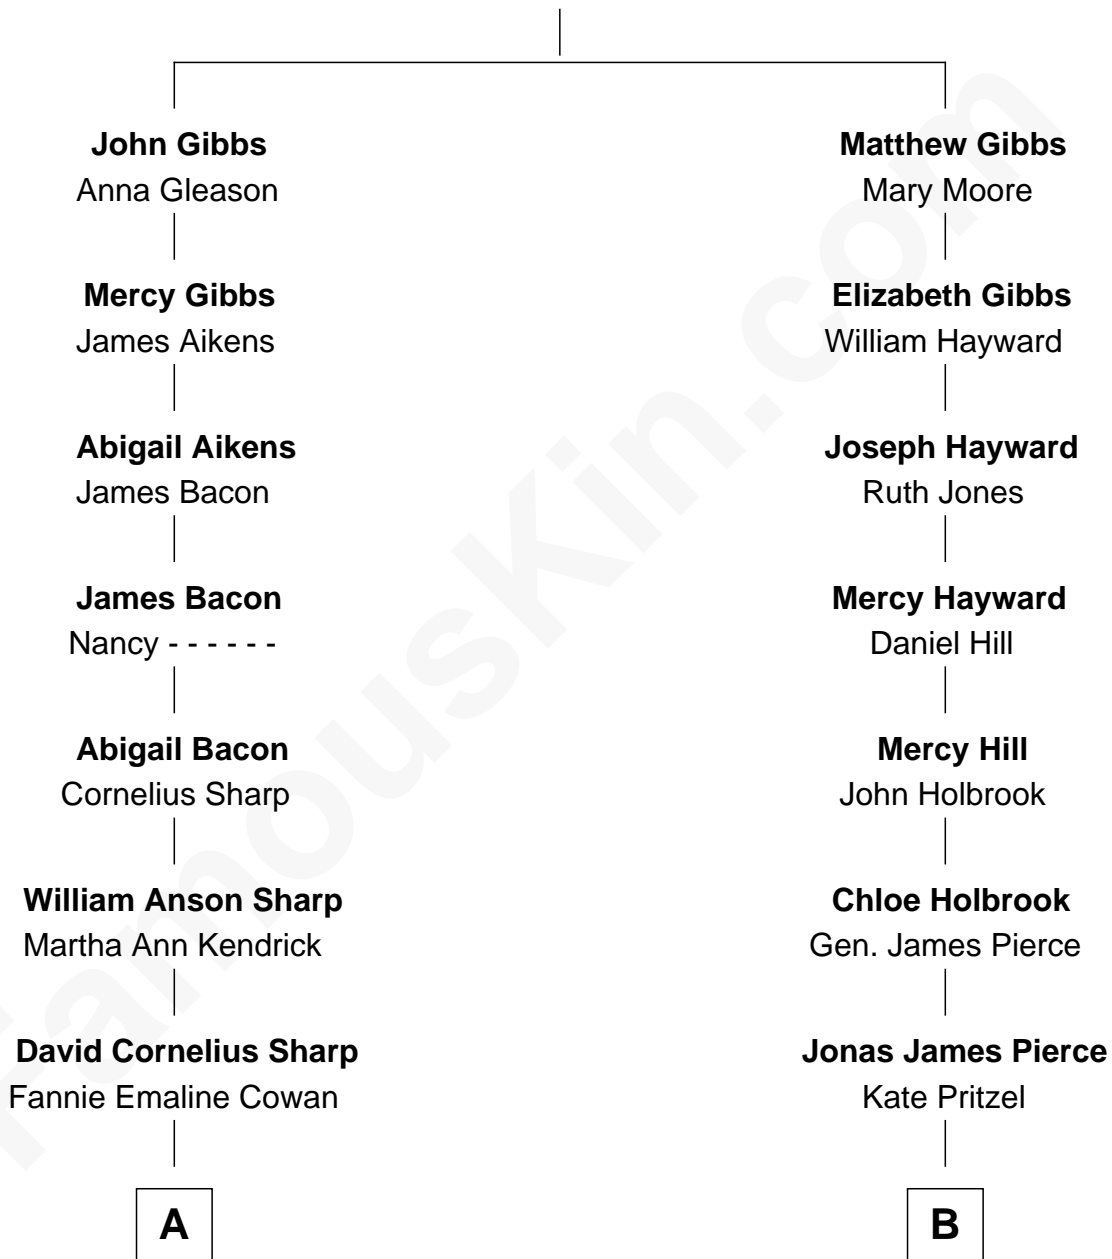 John Gibbs
Anna Gleason
Mercy Gibbs
James Aikens
Abigail Aikens
James Bacon
James Bacon
Nancy - - - - - -
Abigail Bacon
Cornelius Sharp
William Anson Sharp
Martha Ann Kendrick
David Cornelius Sharp
Fannie Emaline Cowan
A
Matthew Gibbs
Mary Moore
Elizabeth Gibbs
William Hayward
Joseph Hayward
Ruth Jones
Mercy Hayward
Daniel Hill
Mercy Hill
John Holbrook
Chloe Holbrook
Gen. James Pierce
Jonas James Pierce
Kate Pritzel
B
FamousKin.com